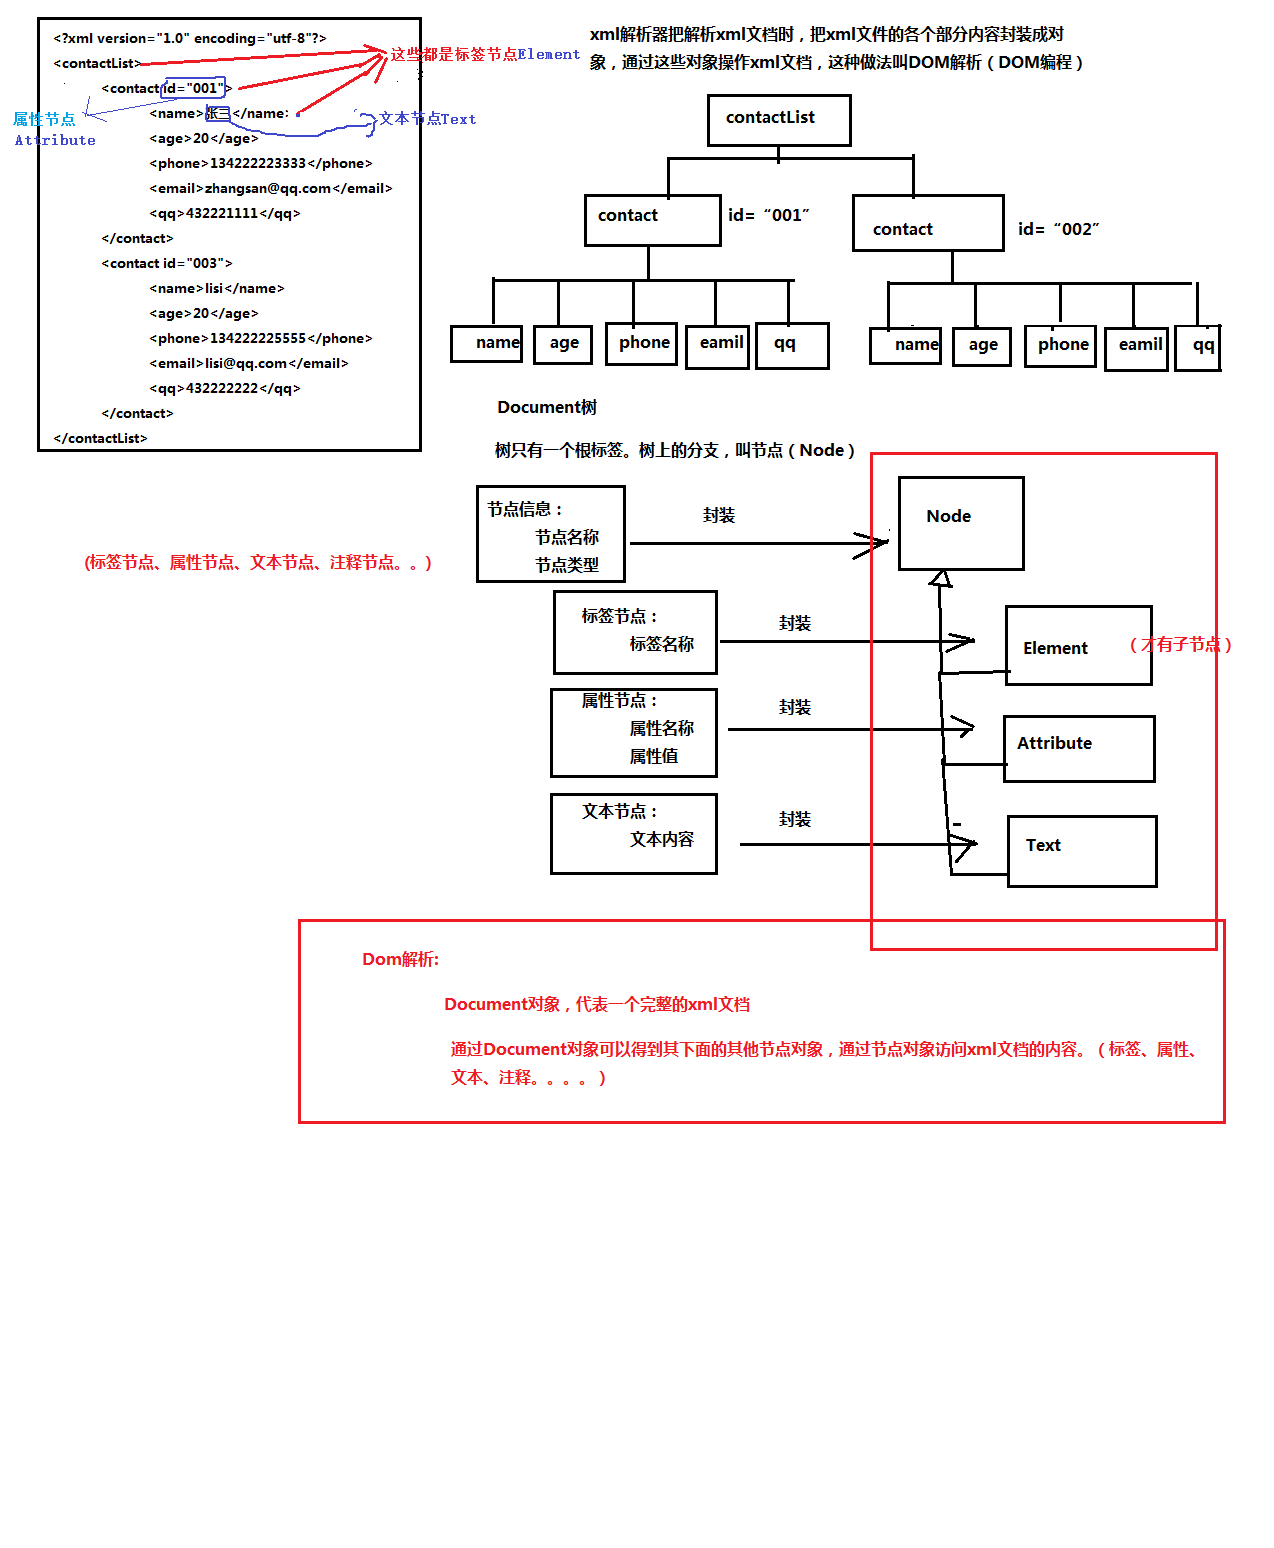 <?xml version="1.0" encoding="utf-8"?>
<contactList>
<contact id="001">
<name>张三</name>
<age>20</age>
<phone>134222223333</phone>
<email>zhangsan@qq.com</email>
<qq>432221111</qq>
</contact>
<contact id="003">
<name>lisi</name>
<age>20</age>
<phone>134222225555</phone>
<email>lisi@qq.com</email>
<qq>432222222</qq>
</contact>
</contactList>
这些都是标签节点Element
属性节点
Attribute
文本节点Text
xml解析器把解析xml文档时，把xml文件的各个部分内容封装成对
象，通过这些对象操作xml文档，这种做法叫DOM解析（DOM编程）
contactList
contact
id=“001”
contact
id=“002”
name
age
phone
eamil
qq
name
age
phone
eamil
qq
Document树
树只有一个根标签。树上的分支，叫节点（Node）
(标签节点、属性节点、文本节点、注释节点。。)
节点信息：
节点名称
节点类型
封装
Node
标签节点：
标签名称
封装
Element
（才有子节点）
属性节点：
属性名称
属性值
封装
Attribute
文本节点：
文本内容
封装
Text
Dom解析:
Document对象，代表一个完整的xml文档
通过Document对象可以得到其下面的其他节点对象，通过节点对象访问xml文档的内容。（标签、属性、
文本、注释。。。。）